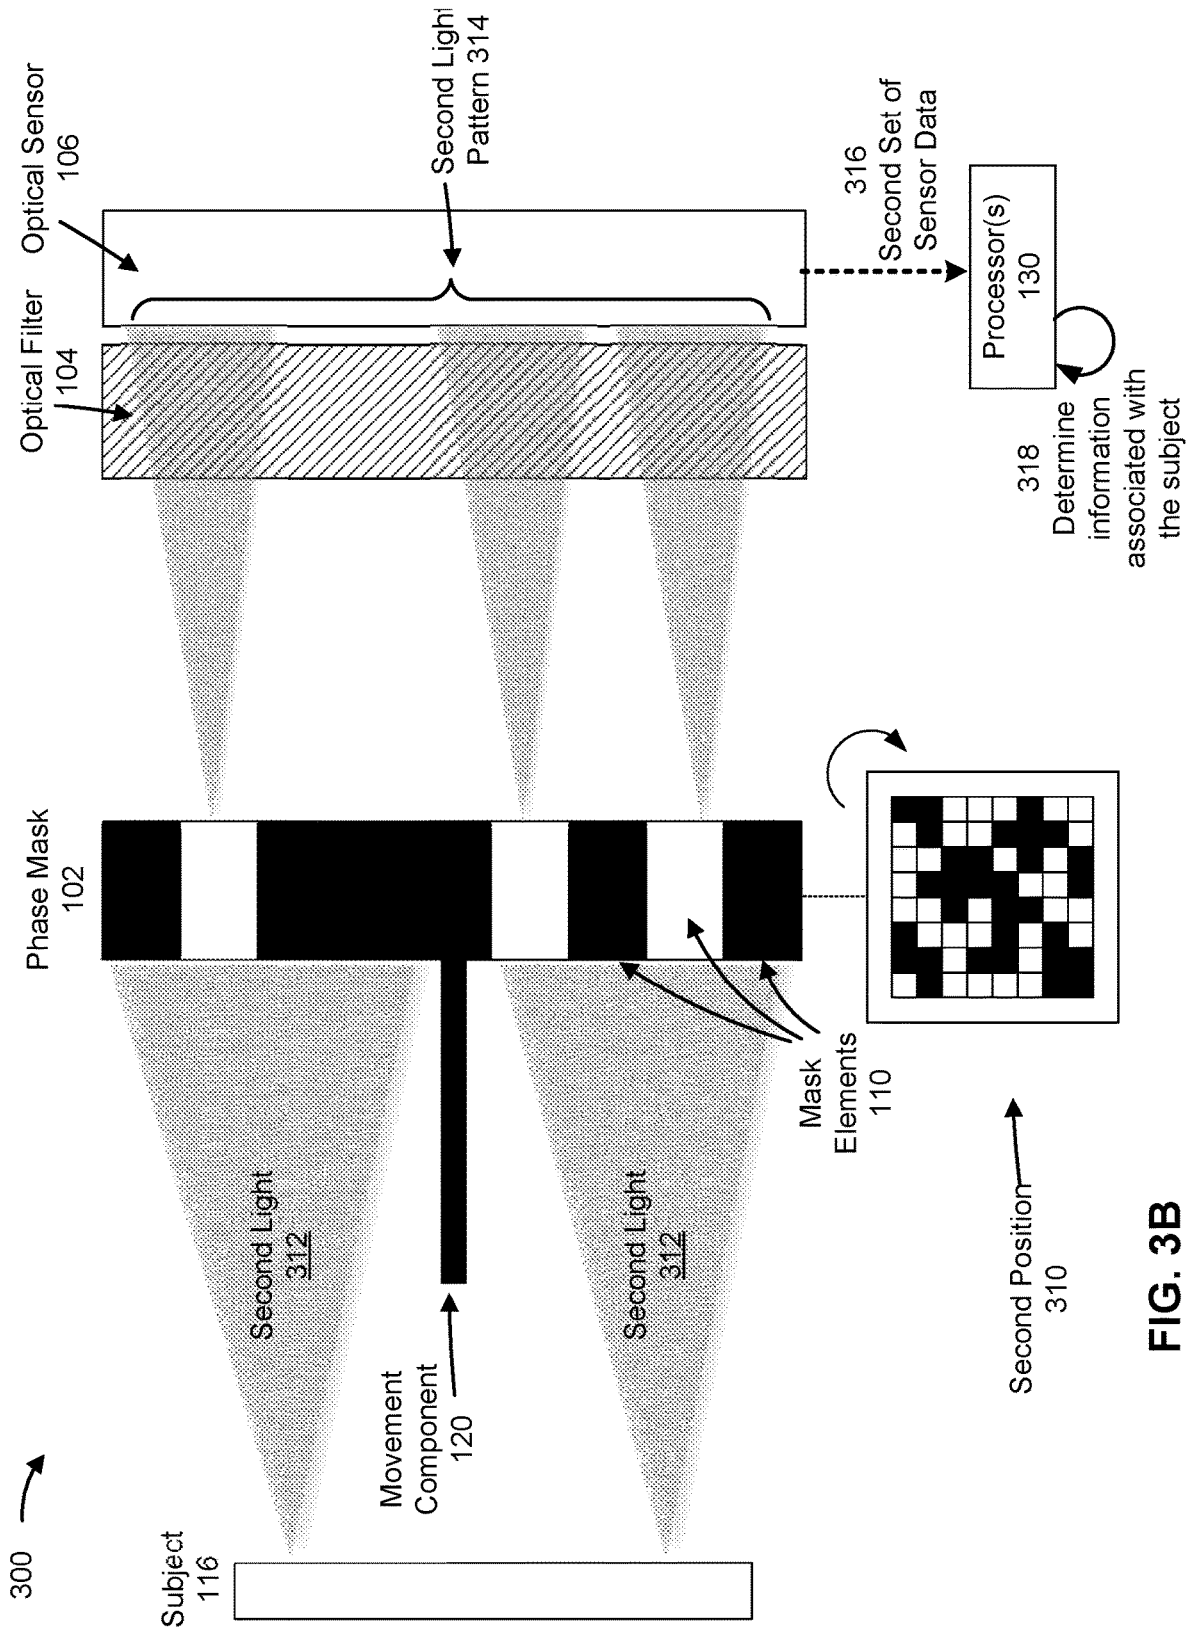 300
Subject
116
Second Light
312
Second Light
312
Movement
Component
120
Phase Mask
102
Mask
Elements
110
Second Position
310
Optical Filter
104
Optical Sensor
106
Second Light
Pattern 314
316
Second Set of
Sensor Data
Processor(s)
130
318
Determine
information
associated with
the subject
FIG. 3B